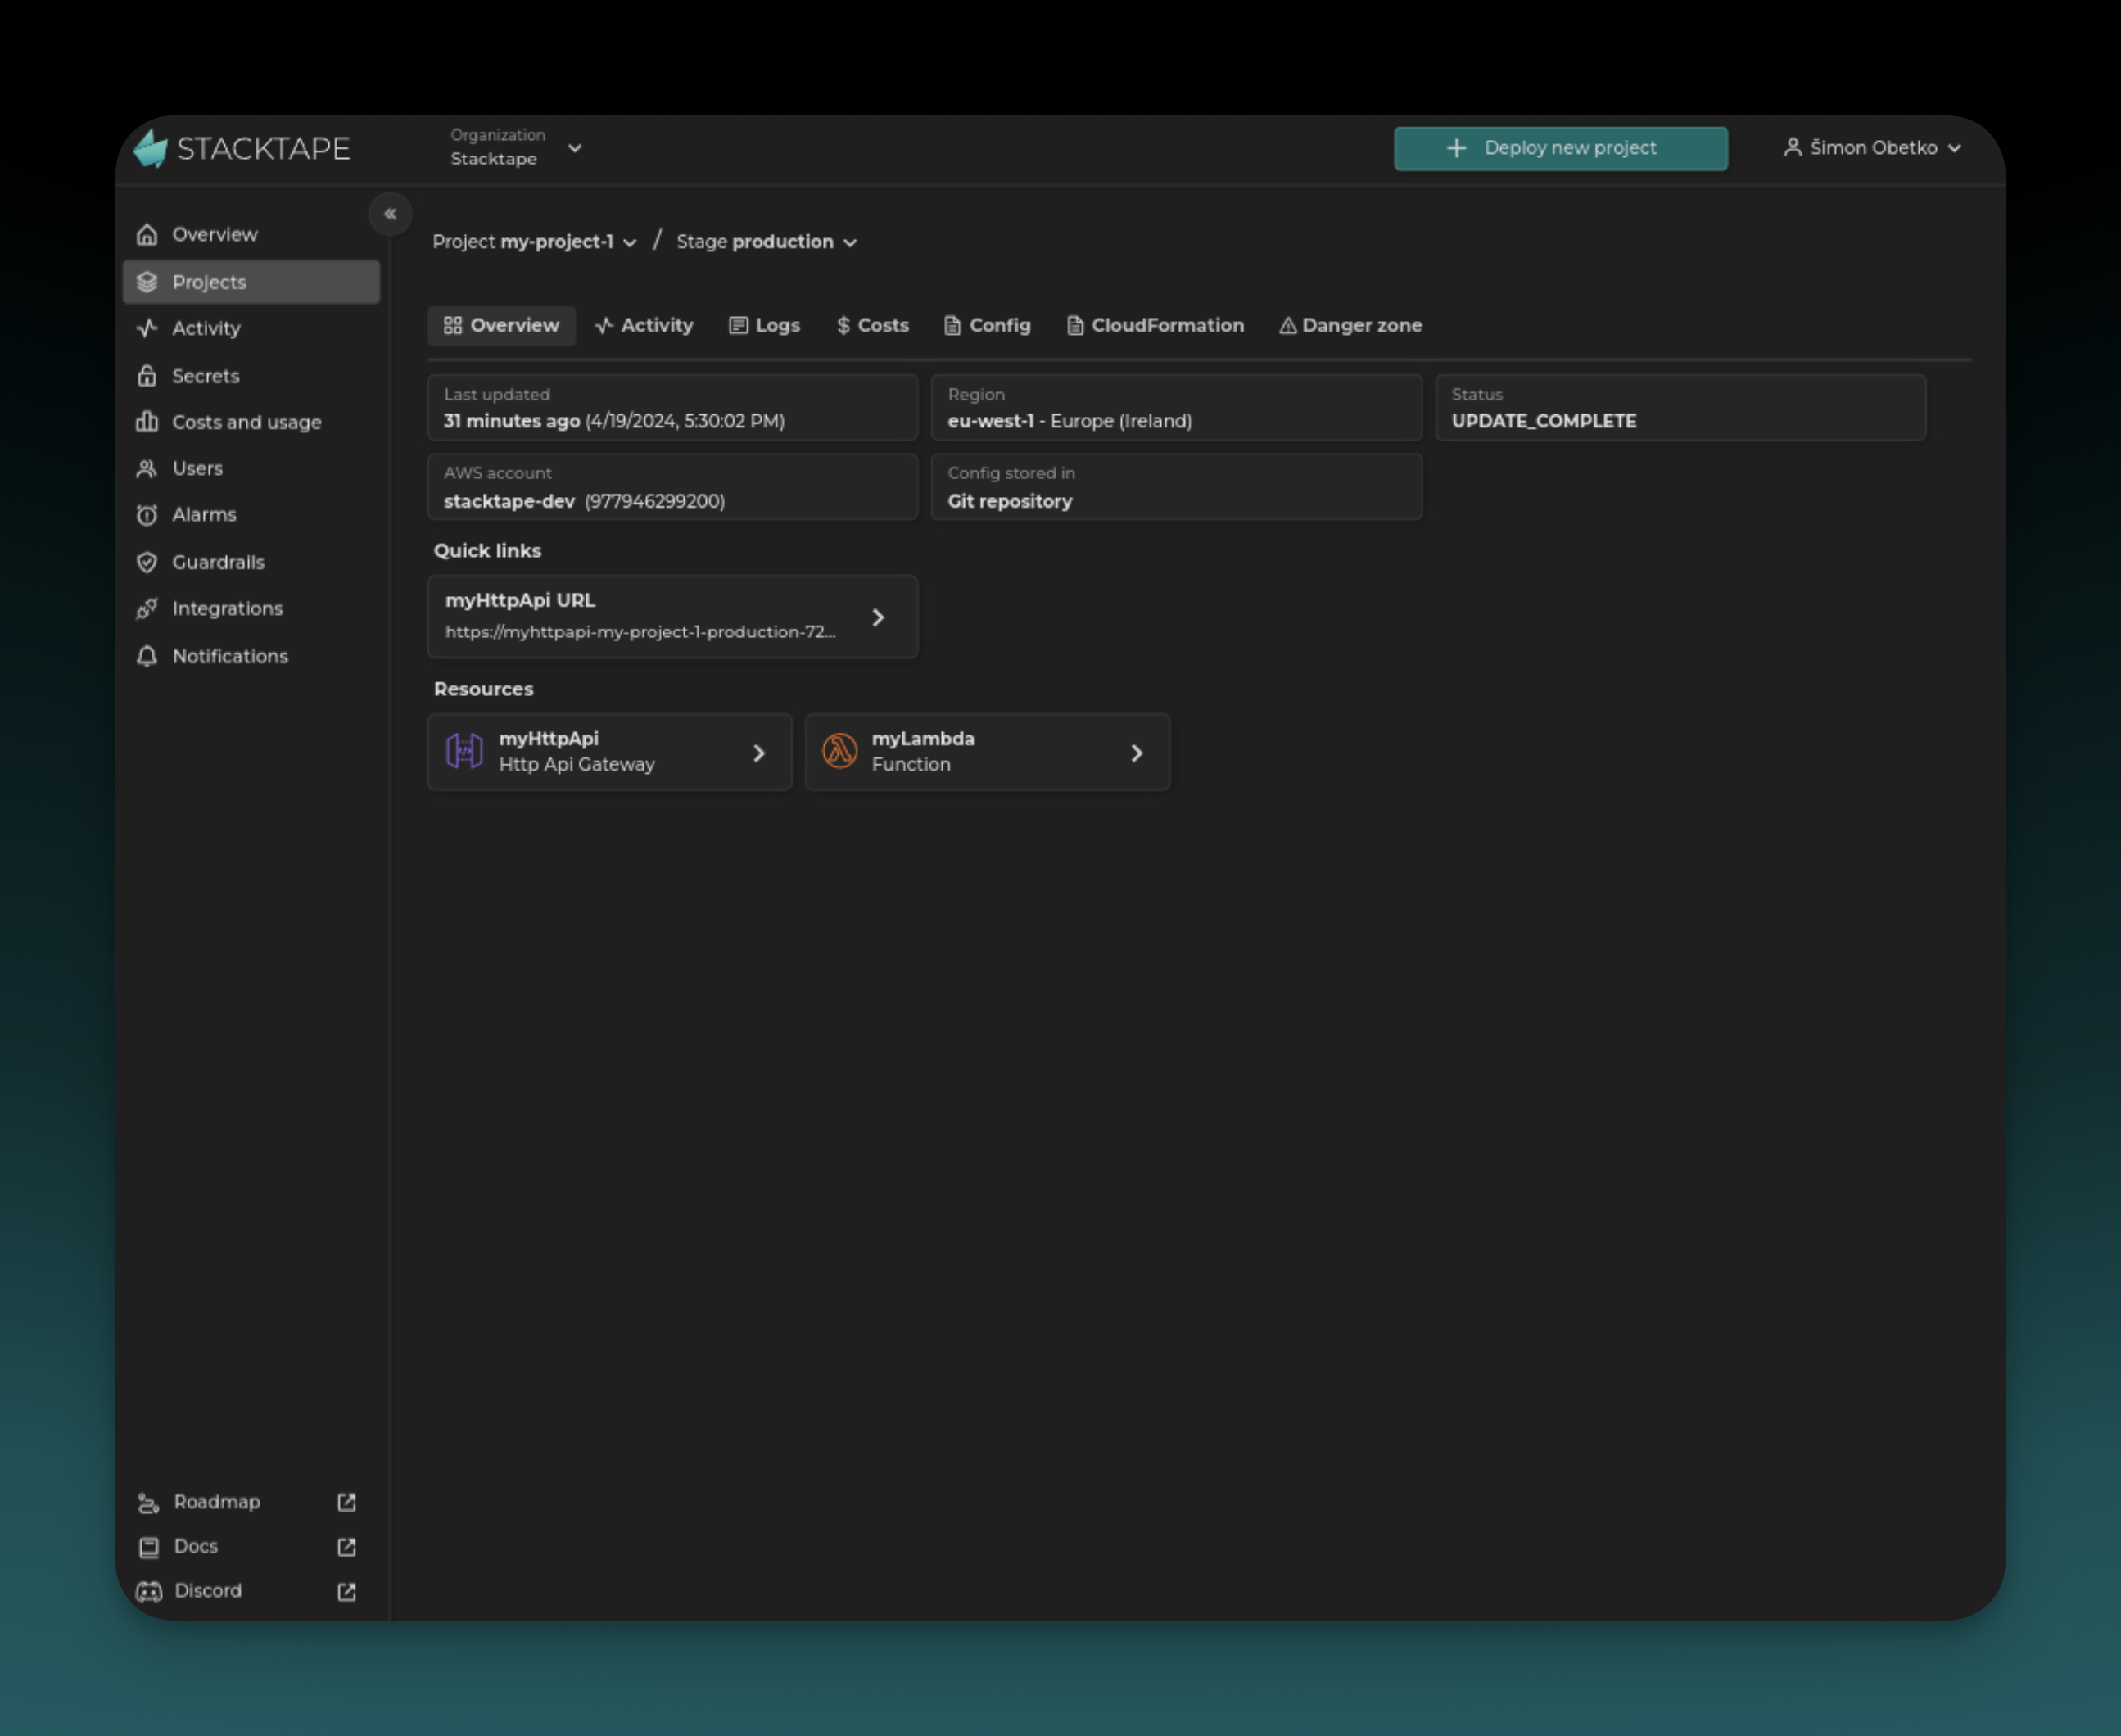 STACKTAPE
Organization
Stacktape
Deploy new project
Šimon Obetko
Overview
Projects
Activity
Secrets
Costs and usage
Users
Alarms
Guardrails
Integrations
Notifications
Roadmap
Docs
Discord
Project my-project-1 / Stage production
Overview Activity Logs $ Costs Config CloudFormation Danger zone
Last updated
31 minutes ago (4/19/2024, 5:30:02 PM)
Region
eu-west-1 - Europe (Ireland)
Status
UPDATE_COMPLETE
AWS account
stacktape-dev (977946299200)
Config stored in
Git repository
Quick links
myHttpApi URL
https://myhttpapi-my-project-1-production-72...
Resources
myHttpApi
Http Api Gateway
myLambda
Function